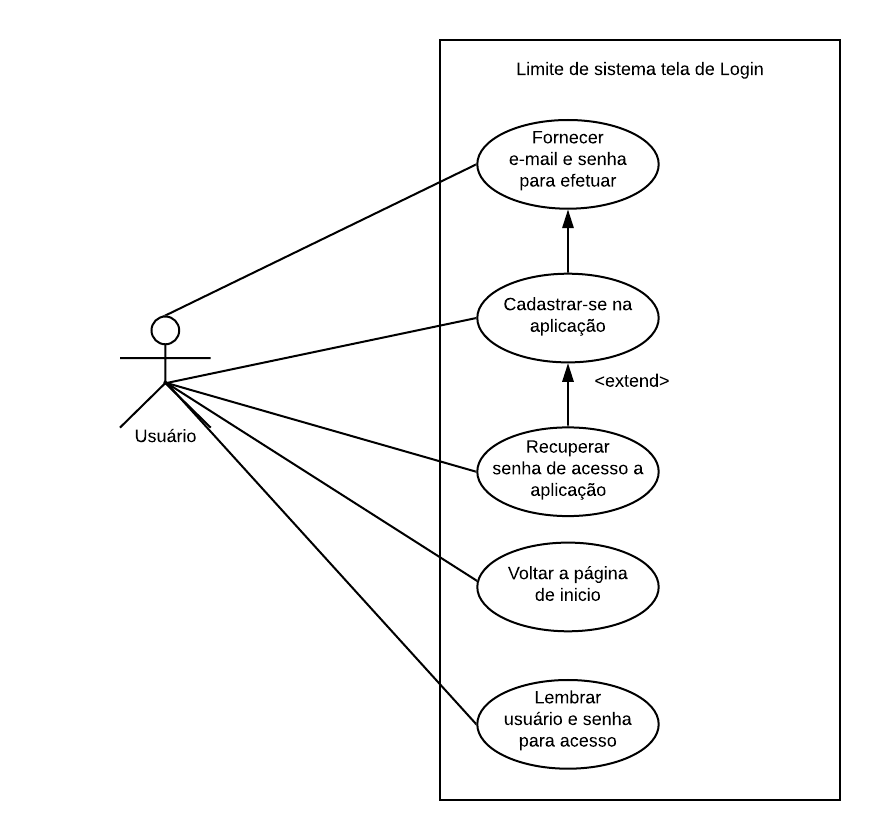 Limite de sistema tela de Login
Fornecer
e-mail e senha
para efetuar
Cadastrar-se na
aplicação
<extend>
Usuário
Recuperar
senha de acesso a
aplicação
Voltar a página
de inicio
Lembrar
usuário e senha
para acesso